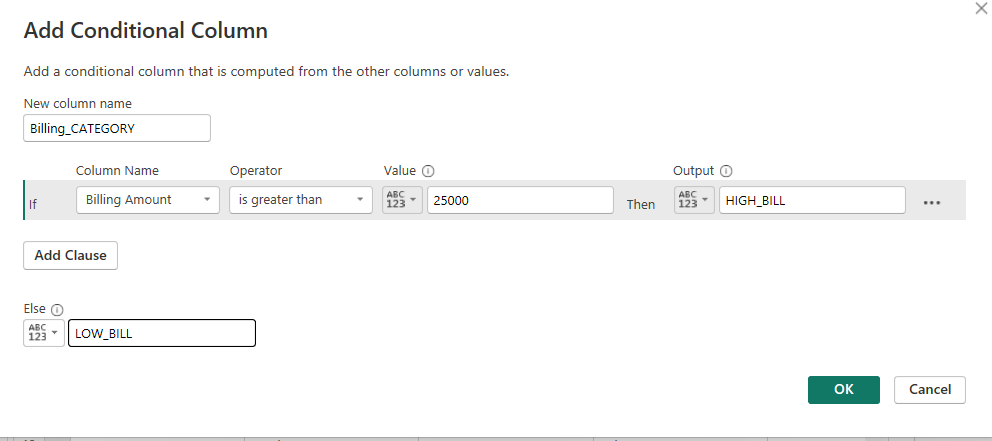 Add Conditional Column
Add a conditional column that is computed from the other columns or values.
New column name
Billing_CATEGORY
Column Name Operator Value Output
If Billing Amount is greater than ABC 123 25000 Then ABC 123 HIGH_BILL ...
Add Clause
Else
ABC 123 LOW_BILL
OK Cancel